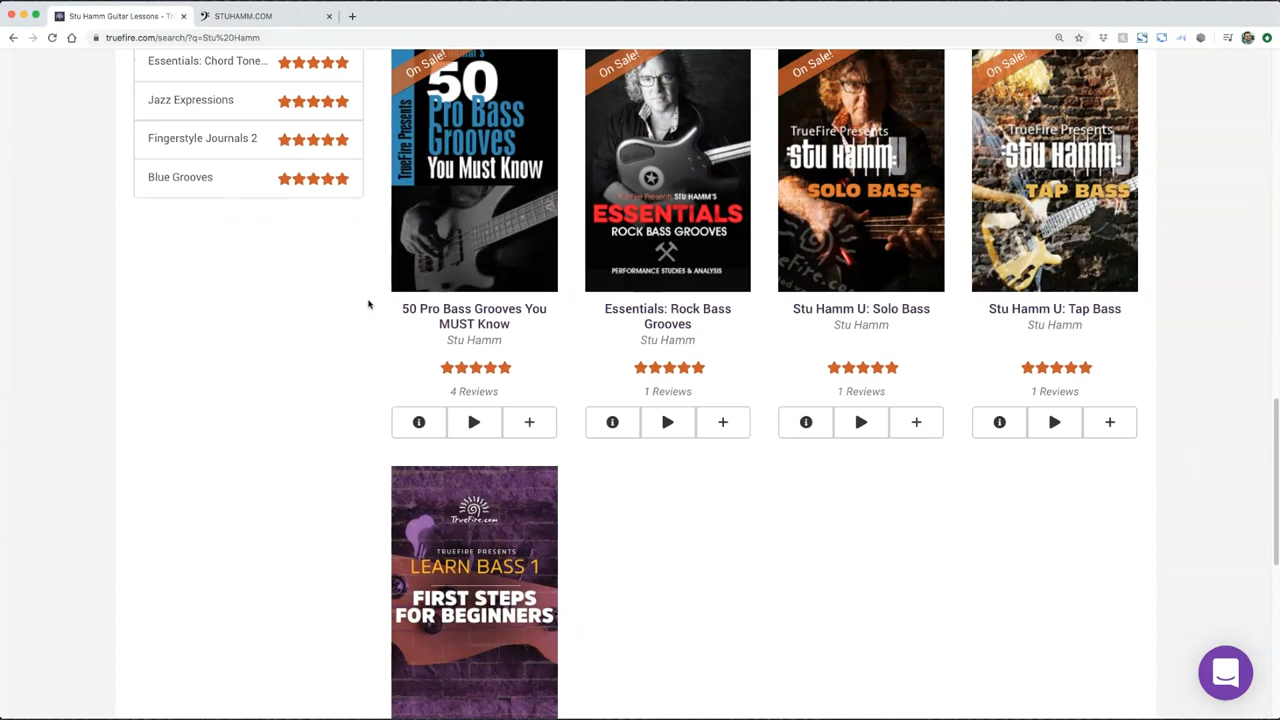 Stu Hamm Guitar Lessons - Th
STUHAMM.COM
truefire.com/search/?q=Stu%20Hamm
Essentials: Chord Tone...
Jazz Expressions
Fingerstyle Journals 2
Blue Grooves
On Sale!
TrueFire Presents
50
Pro Bass
Grooves
You Must Know
50 Pro Bass Grooves You
MUST Know
Stu Hamm
4 Reviews
On Sale!
TrueFire Presents STU HAMM'S
ESSENTIALS
ROCK BASS GROOVES
PERFORMANCE STUDIES & ANALYSIS
Essentials: Rock Bass
Grooves
Stu Hamm
1 Reviews
On Sale!
TrueFire Presents
stu hamm U
SOLO BASS
Stu Hamm U: Solo Bass
Stu Hamm
1 Reviews
On Sale!
TrueFire Presents
stu hamm U
TAP BASS
Stu Hamm U: Tap Bass
Stu Hamm
1 Reviews
TrueFire.com
TRUEFIRE PRESENTS
LEARN BASS 1
FIRST STEPS
FOR BEGINNERS